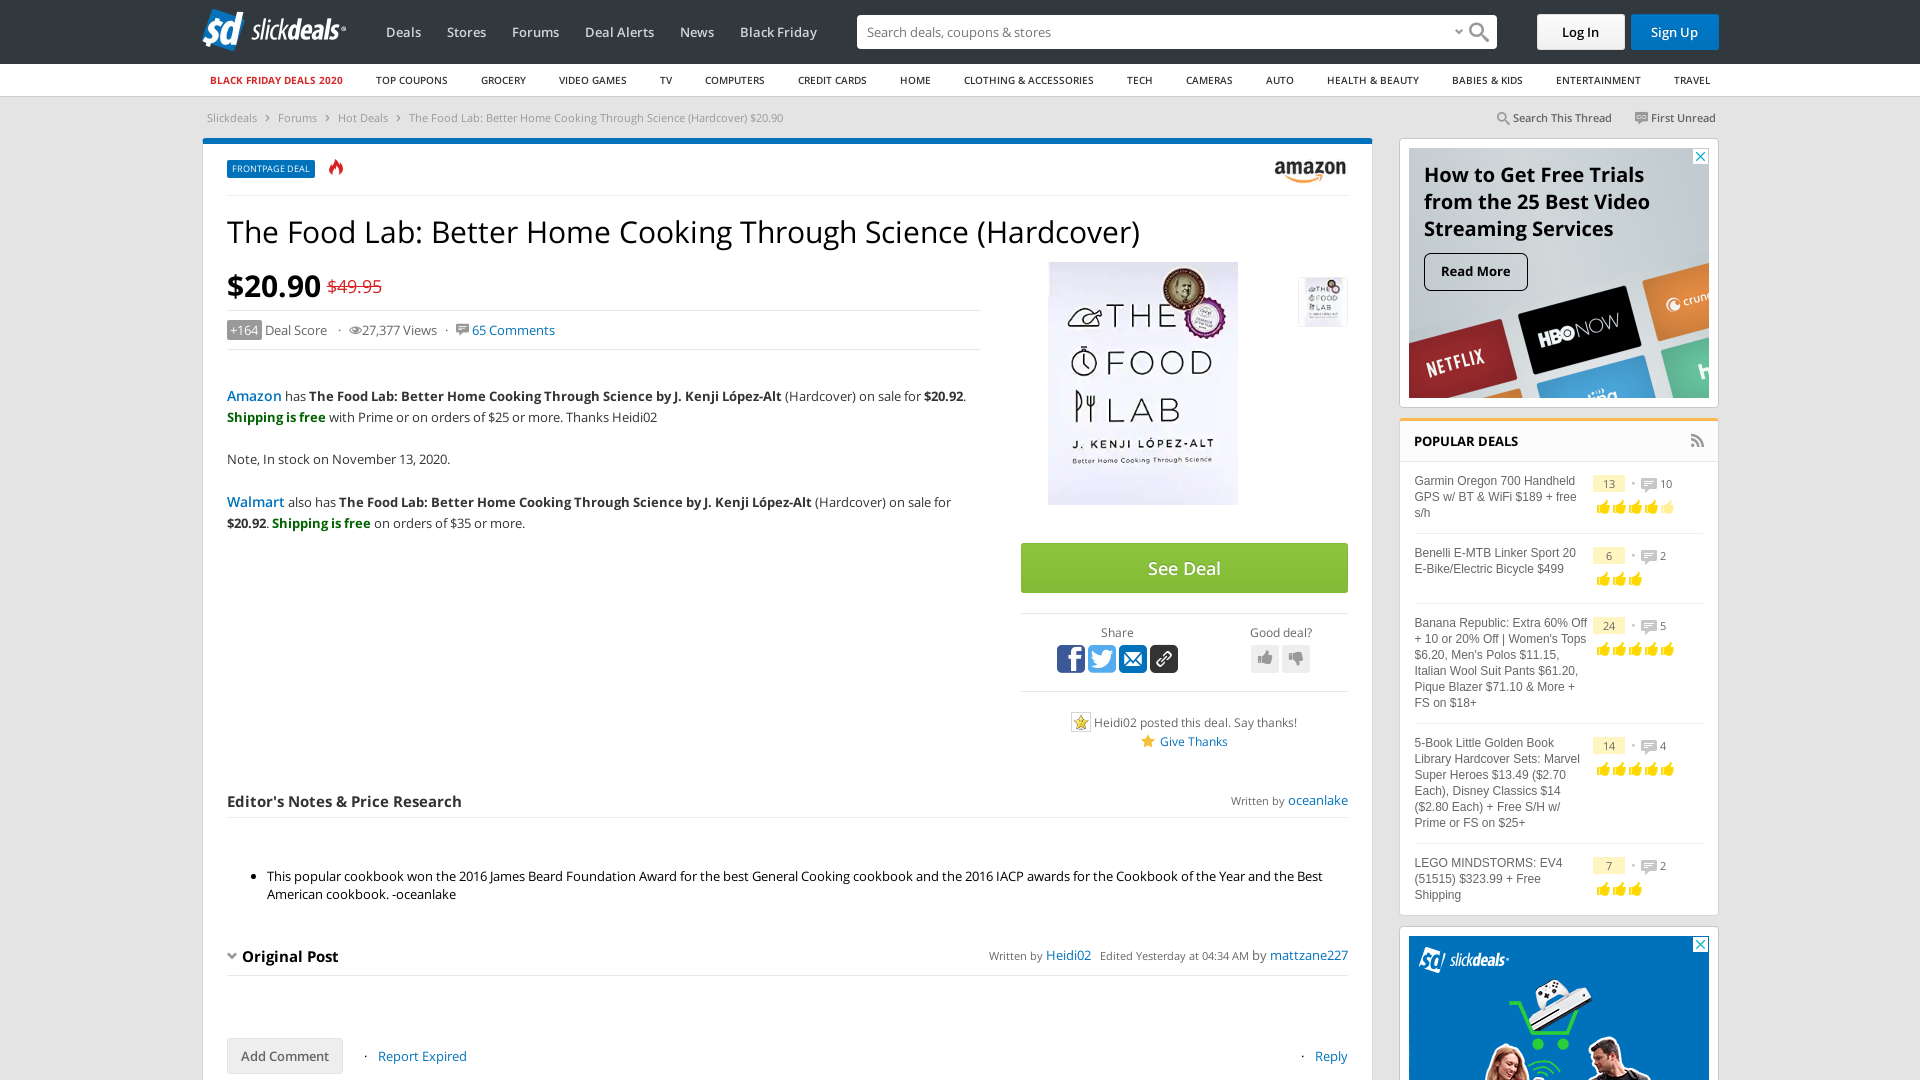 slickdeals
Deals Stores Forums Deal Alerts News Black Friday
Search deals, coupons & stores
Log In
Sign Up
BLACK FRIDAY DEALS 2020 TOP COUPONS GROCERY VIDEO GAMES TV COMPUTERS CREDIT CARDS HOME CLOTHING & ACCESSORIES TECH CAMERAS AUTO HEALTH & BEAUTY BABIES & KIDS ENTERTAINMENT TRAVEL
Slickdeals > Forums > Hot Deals > The Food Lab: Better Home Cooking Through Science (Hardcover) $20.90
Search This Thread First Unread
FRONTPAGE DEAL
amazon
The Food Lab: Better Home Cooking Through Science (Hardcover)
$20.90 $49.95
+164 Deal Score · 27,377 Views · 65 Comments
Amazon has The Food Lab: Better Home Cooking Through Science by J. Kenji López-Alt (Hardcover) on sale for $20.92.
Shipping is free with Prime or on orders of $25 or more. Thanks Heidi02
Note, In stock on November 13, 2020.
Walmart also has The Food Lab: Better Home Cooking Through Science by J. Kenji López-Alt (Hardcover) on sale for
$20.92. Shipping is free on orders of $35 or more.
THE
FOOD
LAB
J. KENJI LÓPEZ-ALT
Better Home Cooking Through Science
THE
FOOD
LAB
See Deal
Share
Good deal?
Heidi02 posted this deal. Say thanks!
Give Thanks
Editor's Notes & Price Research
Written by oceanlake
• This popular cookbook won the 2016 James Beard Foundation Award for the best General Cooking cookbook and the 2016 IACP awards for the Cookbook of the Year and the Best
American cookbook. -oceanlake
Original Post
Written by Heidi02 Edited Yesterday at 04:34 AM by mattzane227
Add Comment
· Report Expired
· Reply
How to Get Free Trials
from the 25 Best Video
Streaming Services
Read More
NETFLIX
HBO NOW
crunc
POPULAR DEALS
Garmin Oregon 700 Handheld
GPS w/ BT & WiFi $189 + free
s/h
13 • 10
Benelli E-MTB Linker Sport 20
E-Bike/Electric Bicycle $499
6 • 2
Banana Republic: Extra 60% Off
+ 10 or 20% Off | Women's Tops
$6.20, Men's Polos $11.15,
Italian Wool Suit Pants $61.20,
Pique Blazer $71.10 & More +
FS on $18+
24 • 5
5-Book Little Golden Book
Library Hardcover Sets: Marvel
Super Heroes $13.49 ($2.70
Each), Disney Classics $14
($2.80 Each) + Free S/H w/
Prime or FS on $25+
14 • 4
LEGO MINDSTORMS: EV4
(51515) $323.99 + Free
Shipping
7 • 2
slickdeals